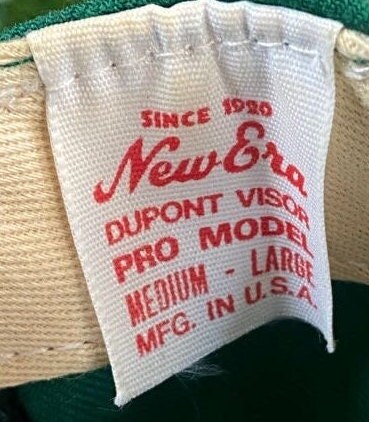 SINCE 1920
New Era
DUPONT VISOR
PRO MODEL
MEDIUM - LARGE
MFG. IN U.S.A.